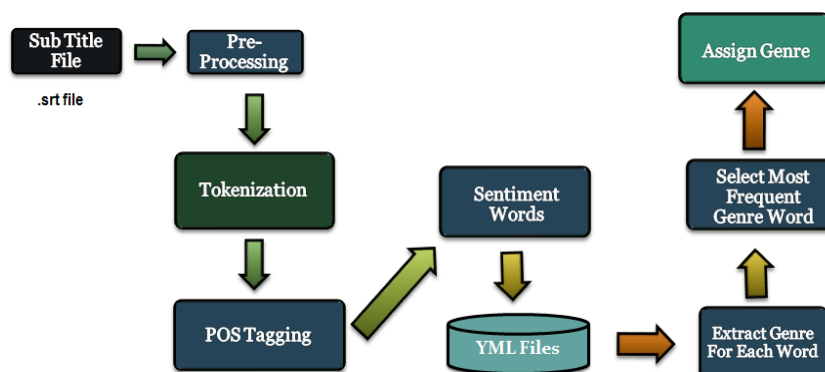 Sub Title
File
.srt file
Pre-
Processing
Tokenization
POS Tagging
Sentiment
Words
YML Files
Extract Genre
For Each Word
Select Most
Frequent
Genre Word
Assign Genre